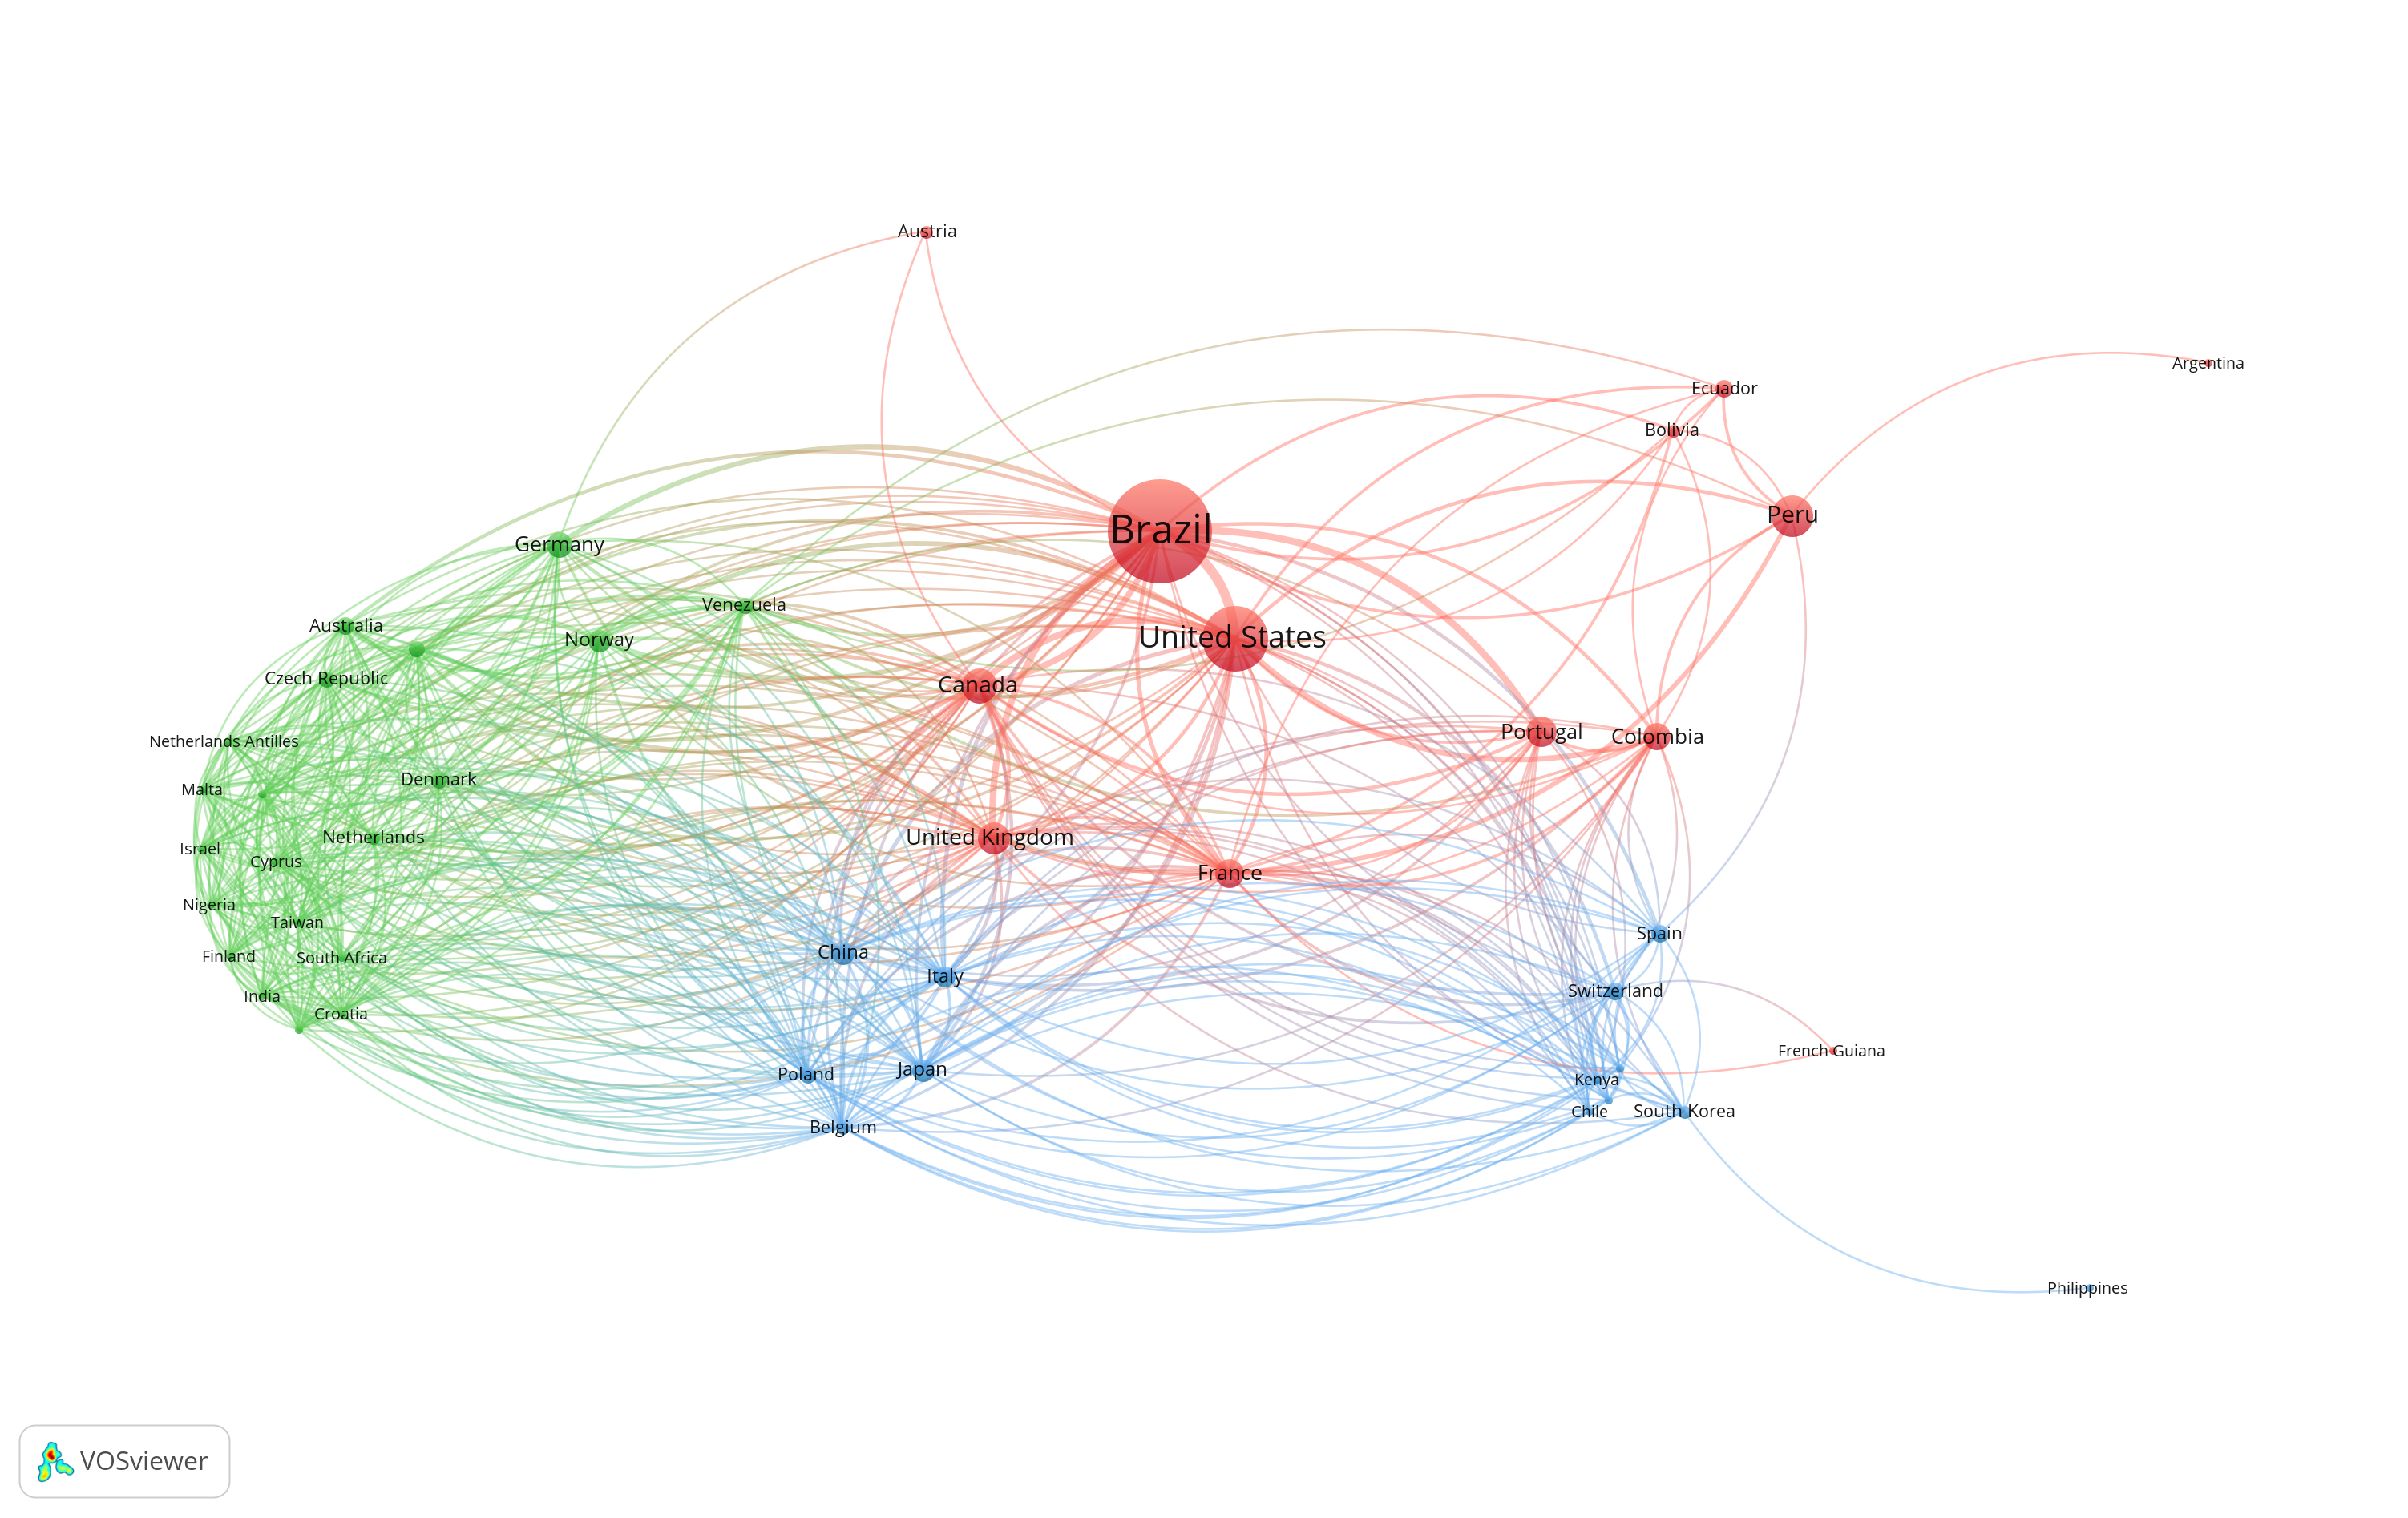 Austria
Argentina
Ecuador
Bolivia
Peru
Brazil
Germany
Venezuela
Australia
Norway
United States
Czech Republic
Canada
Portugal
Colombia
Netherlands Antilles
Denmark
Malta
Netherlands
United Kingdom
Israel
Cyprus
France
Nigeria
Taiwan
Spain
China
Finland
South Africa
Italy
Switzerland
India
Croatia
French Guiana
Poland
Japan
Kenya
Chile
South Korea
Belgium
Philippines
VOSviewer